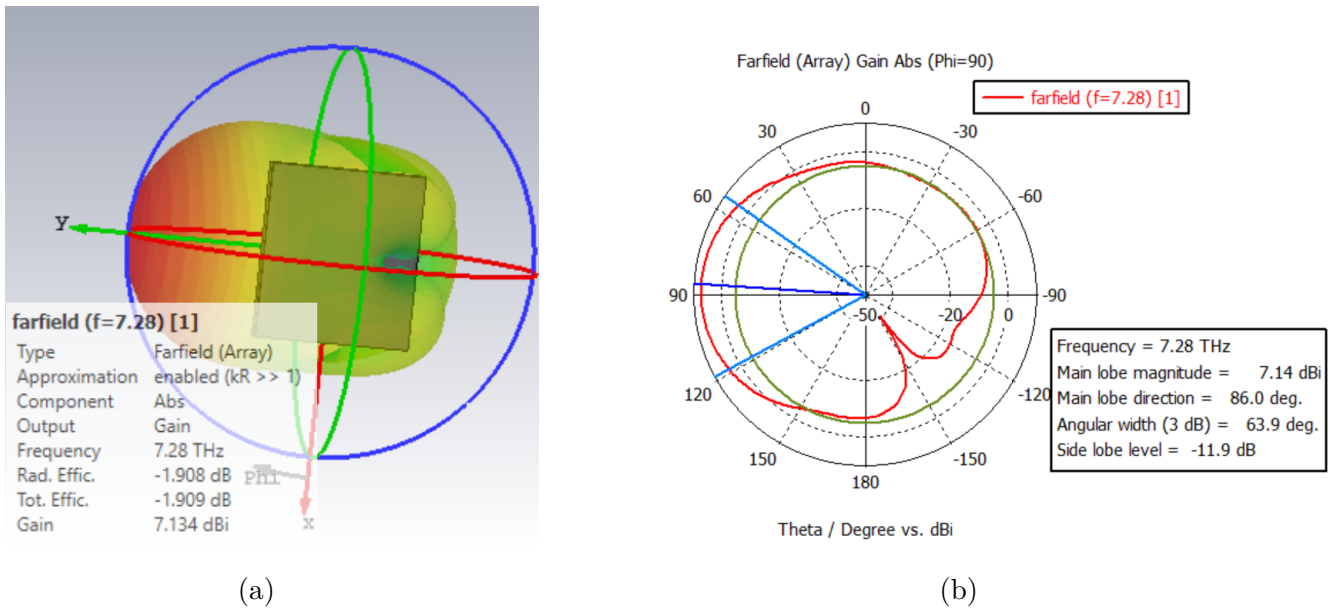 Y
farfield (f=7.28) [1]
Type Farfield (Array)
Approximation enabled (kR >> 1)
Component Abs
Output Gain
Frequency 7.28 THz
Rad. Effic. -1.908 dB
Tot. Effic. -1.909 dB
Gain 7.134 dBi
Phi
x
(a)
Farfield (Array) Gain Abs (Phi=90)
farfield (f=7.28) [1]
0
30 -30
60 -60
90 -50 -20 0 -90
120 -120
150 -150
180
Frequency = 7.28 THz
Main lobe magnitude = 7.14 dBi
Main lobe direction = 86.0 deg.
Angular width (3 dB) = 63.9 deg.
Side lobe level = -11.9 dB
Theta / Degree vs. dBi
(b)